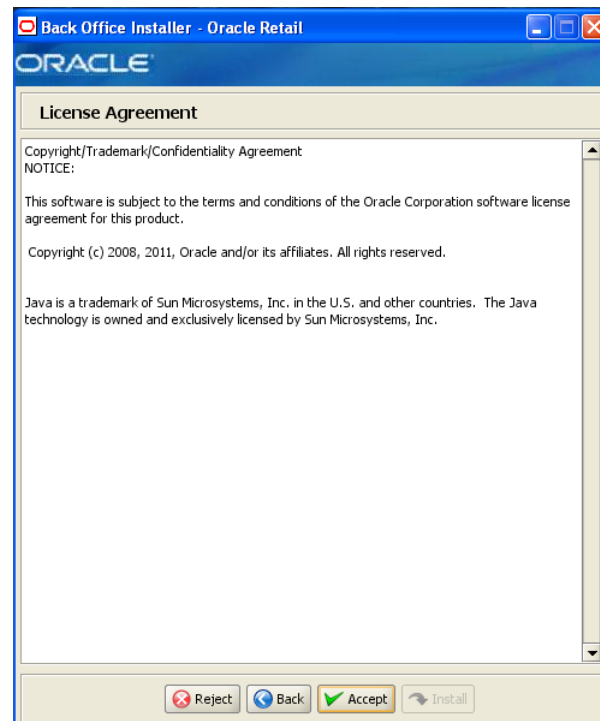 Back Office Installer - Oracle Retail
ORACLE
License Agreement
Copyright/Trademark/Confidentiality Agreement
NOTICE:
This software is subject to the terms and conditions of the Oracle Corporation software license
agreement for this product.
Copyright (c) 2008, 2011, Oracle and/or its affiliates. All rights reserved.
Java is a trademark of Sun Microsystems, Inc. in the U.S. and other countries. The Java
technology is owned and exclusively licensed by Sun Microsystems, Inc.
Reject Back Accept Install